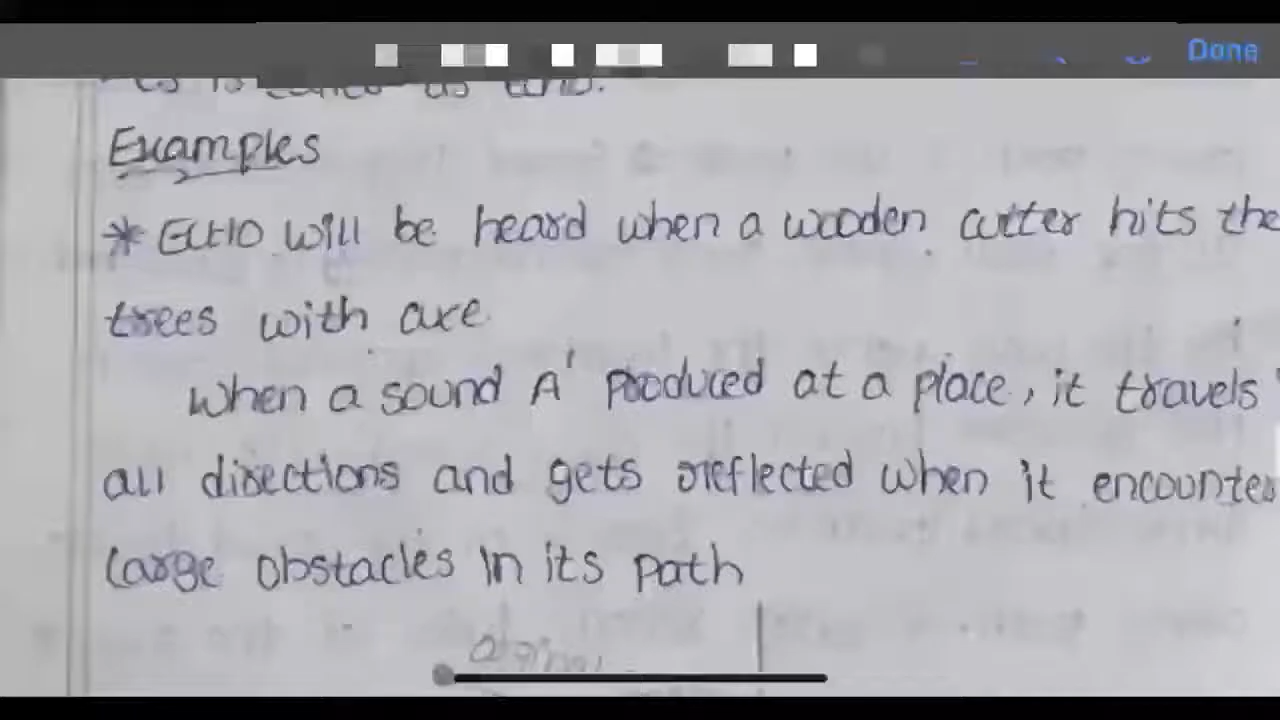 Done
Examples
* ECHO will be heard when a wooden cutter hits the
trees with axe
When a sound A' produced at a place, it travels
all directions and gets reflected when it encounte
large obstacles in its path